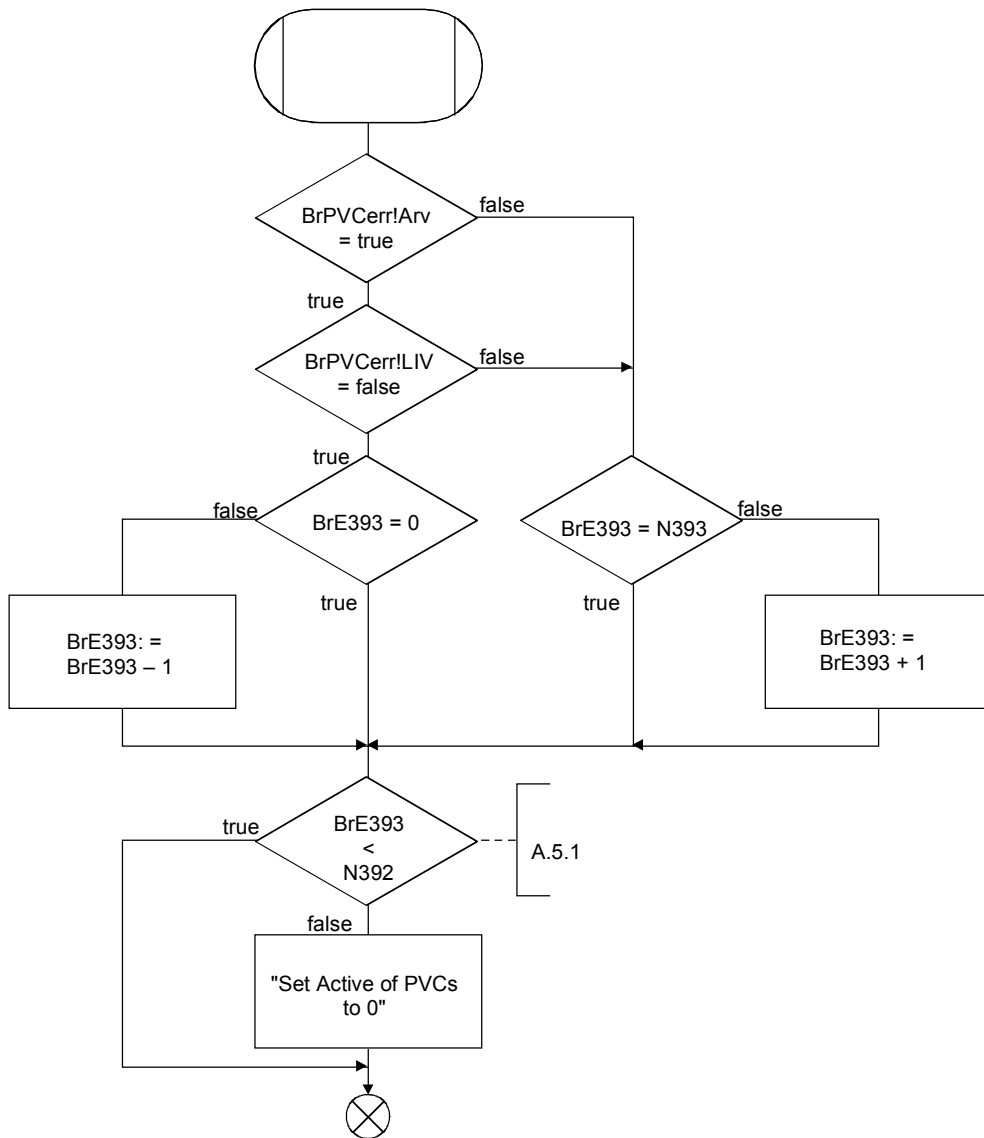 false
BrPVCerr!Arv
= true
true
false
BrPVCerr!LIV
= false
true
false
BrE393 = 0
false
BrE393 = N393
true
true
BrE393: =
BrE393 – 1
BrE393: =
BrE393 + 1
true
BrE393
<
N392
A.5.1
false
"Set Active of PVCs
to 0"